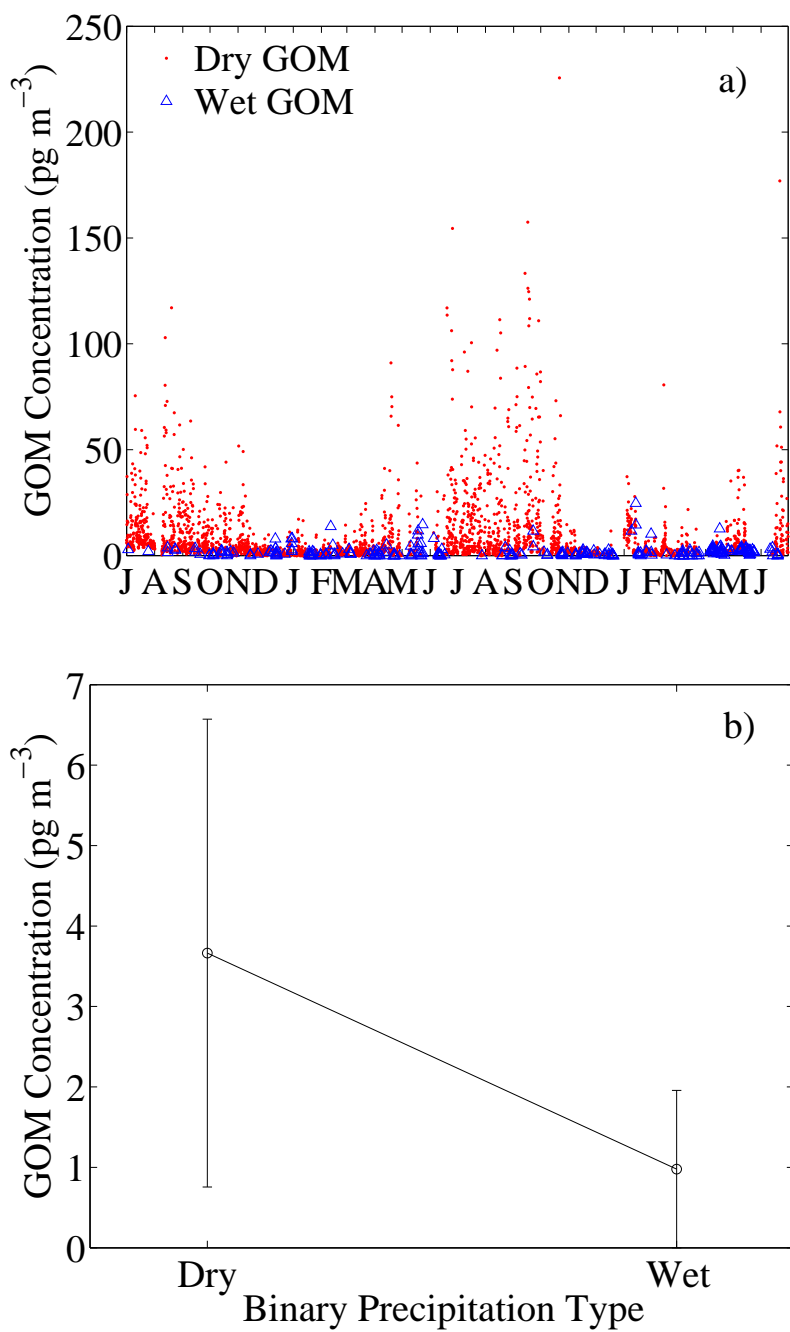 250
200
150
100
50
0
GOM Concentration (pg m−3)
Dry GOM
Wet GOM
a)
J A S O N D J F M A M J J A S O N D J F M A M J
7
6
5
4
3
2
1
0
GOM Concentration (pg m−3)
b)
Dry Wet
Binary Precipitation Type